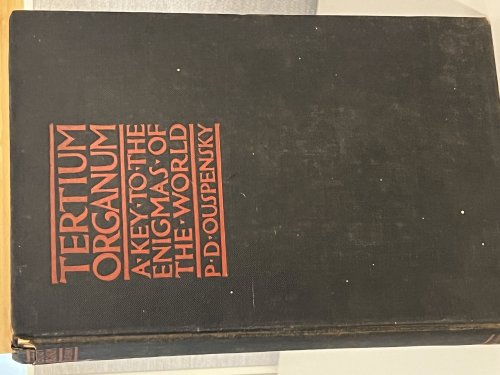 TERTIUM
ORGANUM
A·KEY·TO·THE
ENIGMAS·OF
THE·WORLD
P·D·OUSPENSKY